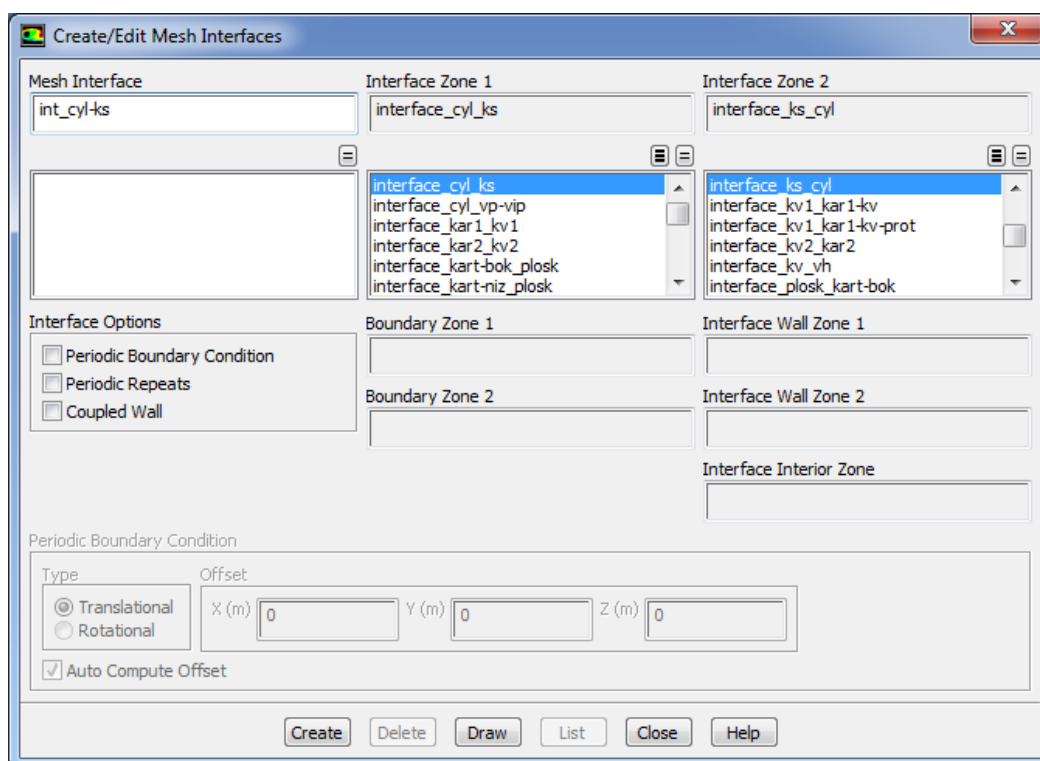 Create/Edit Mesh Interfaces
Mesh Interface
Interface Zone 1
Interface Zone 2
int_cyl-ks
interface_cyl_ks
interface_ks_cyl
interface_cyl_ks
interface_cyl_vp-vip
interface_kar1_kv1
interface_kar2_kv2
interface_kart-bok_plosk
interface_kart-niz_plosk
interface_ks_cyl
interface_kv1_kar1-kv
interface_kv1_kar1-kv-prot
interface_kv2_kar2
interface_kv_vh
interface_plosk_kart-bok
Interface Options
Periodic Boundary Condition
Periodic Repeats
Coupled Wall
Boundary Zone 1
Interface Wall Zone 1
Boundary Zone 2
Interface Wall Zone 2
Interface Interior Zone
Periodic Boundary Condition
Type
Offset
Translational
Rotational
X (m) 0
Y (m) 0
Z (m) 0
Auto Compute Offset
Create
Delete
Draw
List
Close
Help